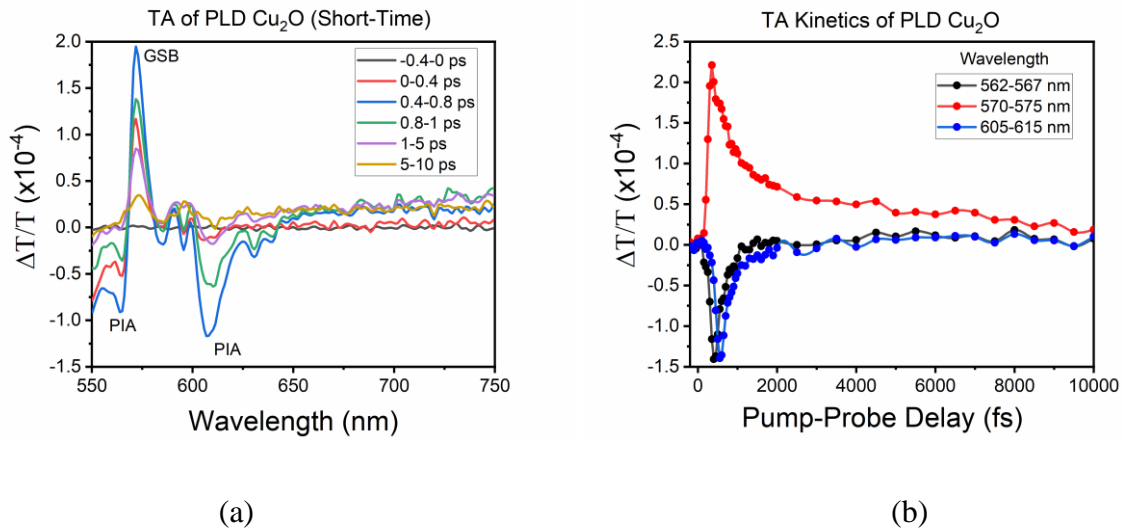 TA of PLD Cu₂O (Short-Time)
ΔT/T (x10⁻⁴)
2.0
1.5
1.0
0.5
0.0
-0.5
-1.0
-1.5
GSB
PIA
PIA
-0.4-0 ps
0-0.4 ps
0.4-0.8 ps
0.8-1 ps
1-5 ps
5-10 ps
550 600 650 700 750
Wavelength (nm)
(a)
TA Kinetics of PLD Cu₂O
ΔT/T (x10⁻⁴)
2.5
2.0
1.5
1.0
0.5
0.0
-0.5
-1.0
-1.5
Wavelength
562-567 nm
570-575 nm
605-615 nm
0 2000 4000 6000 8000 10000
Pump-Probe Delay (fs)
(b)